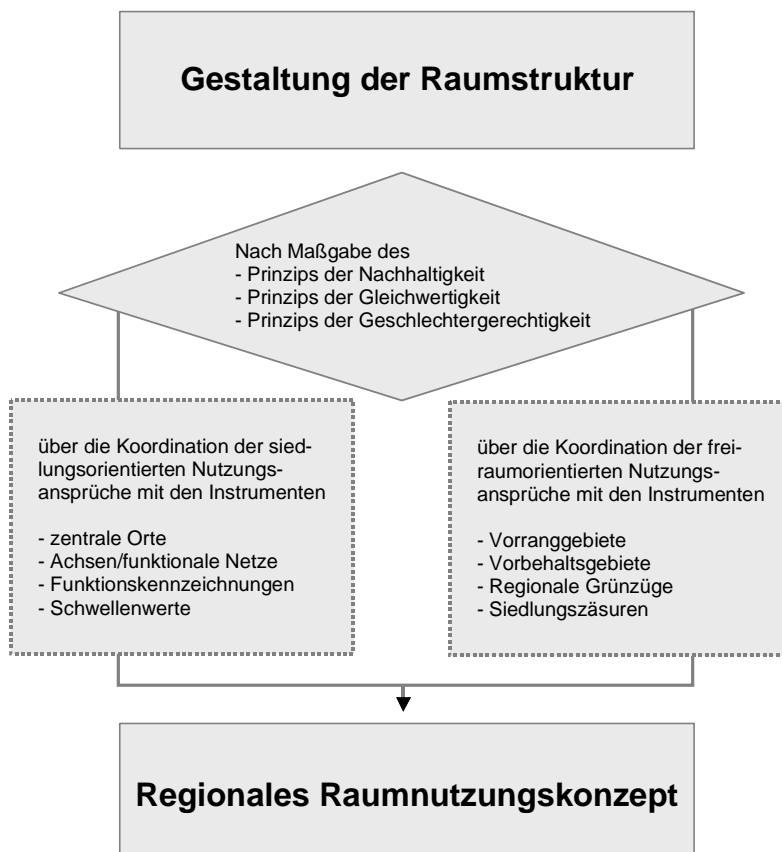 Gestaltung der Raumstruktur
Nach Maßgabe des
- Prinzips der Nachhaltigkeit
- Prinzips der Gleichwertigkeit
- Prinzips der Geschlechtergerechtigkeit
über die Koordination der sied-
lungsorientierten Nutzungs-
ansprüche mit den Instrumenten
- zentrale Orte
- Achsen/funktionale Netze
- Funktionskennzeichnungen
- Schwellenwerte
über die Koordination der frei-
raumorientierten Nutzungs-
ansprüche mit den Instrumenten
- Vorranggebiete
- Vorbehaltsgebiete
- Regionale Grünzüge
- Siedlungszäsuren
Regionales Raumnutzungskonzept